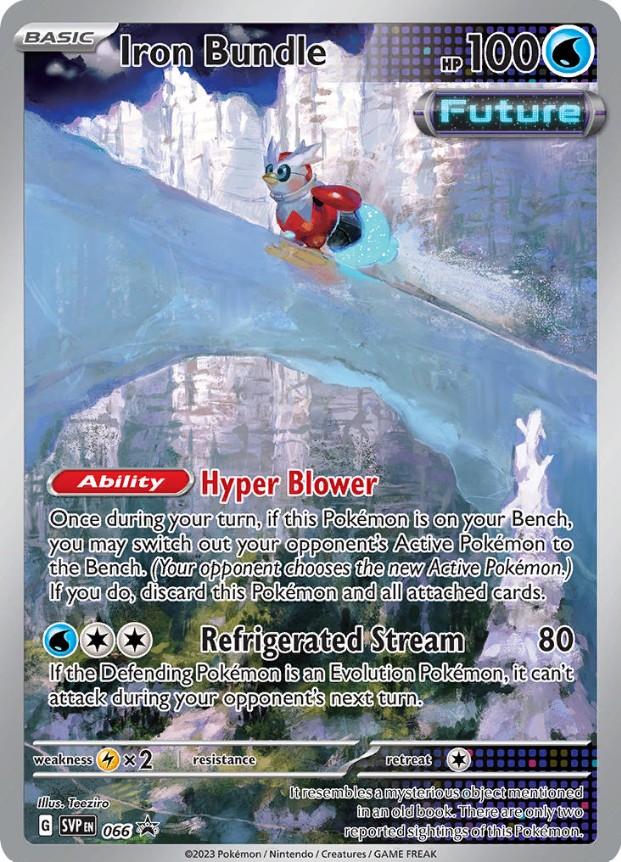 BASIC
Iron Bundle
HP 100
Future
Ability Hyper Blower
Once during your turn, if this Pokémon is on your Bench,
you may switch out your opponent's Active Pokémon to
the Bench. (Your opponent chooses the new Active Pokémon.)
If you do, discard this Pokémon and all attached cards.
Refrigerated Stream 80
If the Defending Pokémon is an Evolution Pokémon, it can't
attack during your opponent's next turn.
weakness ×2 resistance retreat
It resembles a mysterious object mentioned
in an old book. There are only two
reported sightings of this Pokémon.
Illus. Teeziro
G SVP EN 066
©2023 Pokémon / Nintendo / Creatures / GAME FREAK